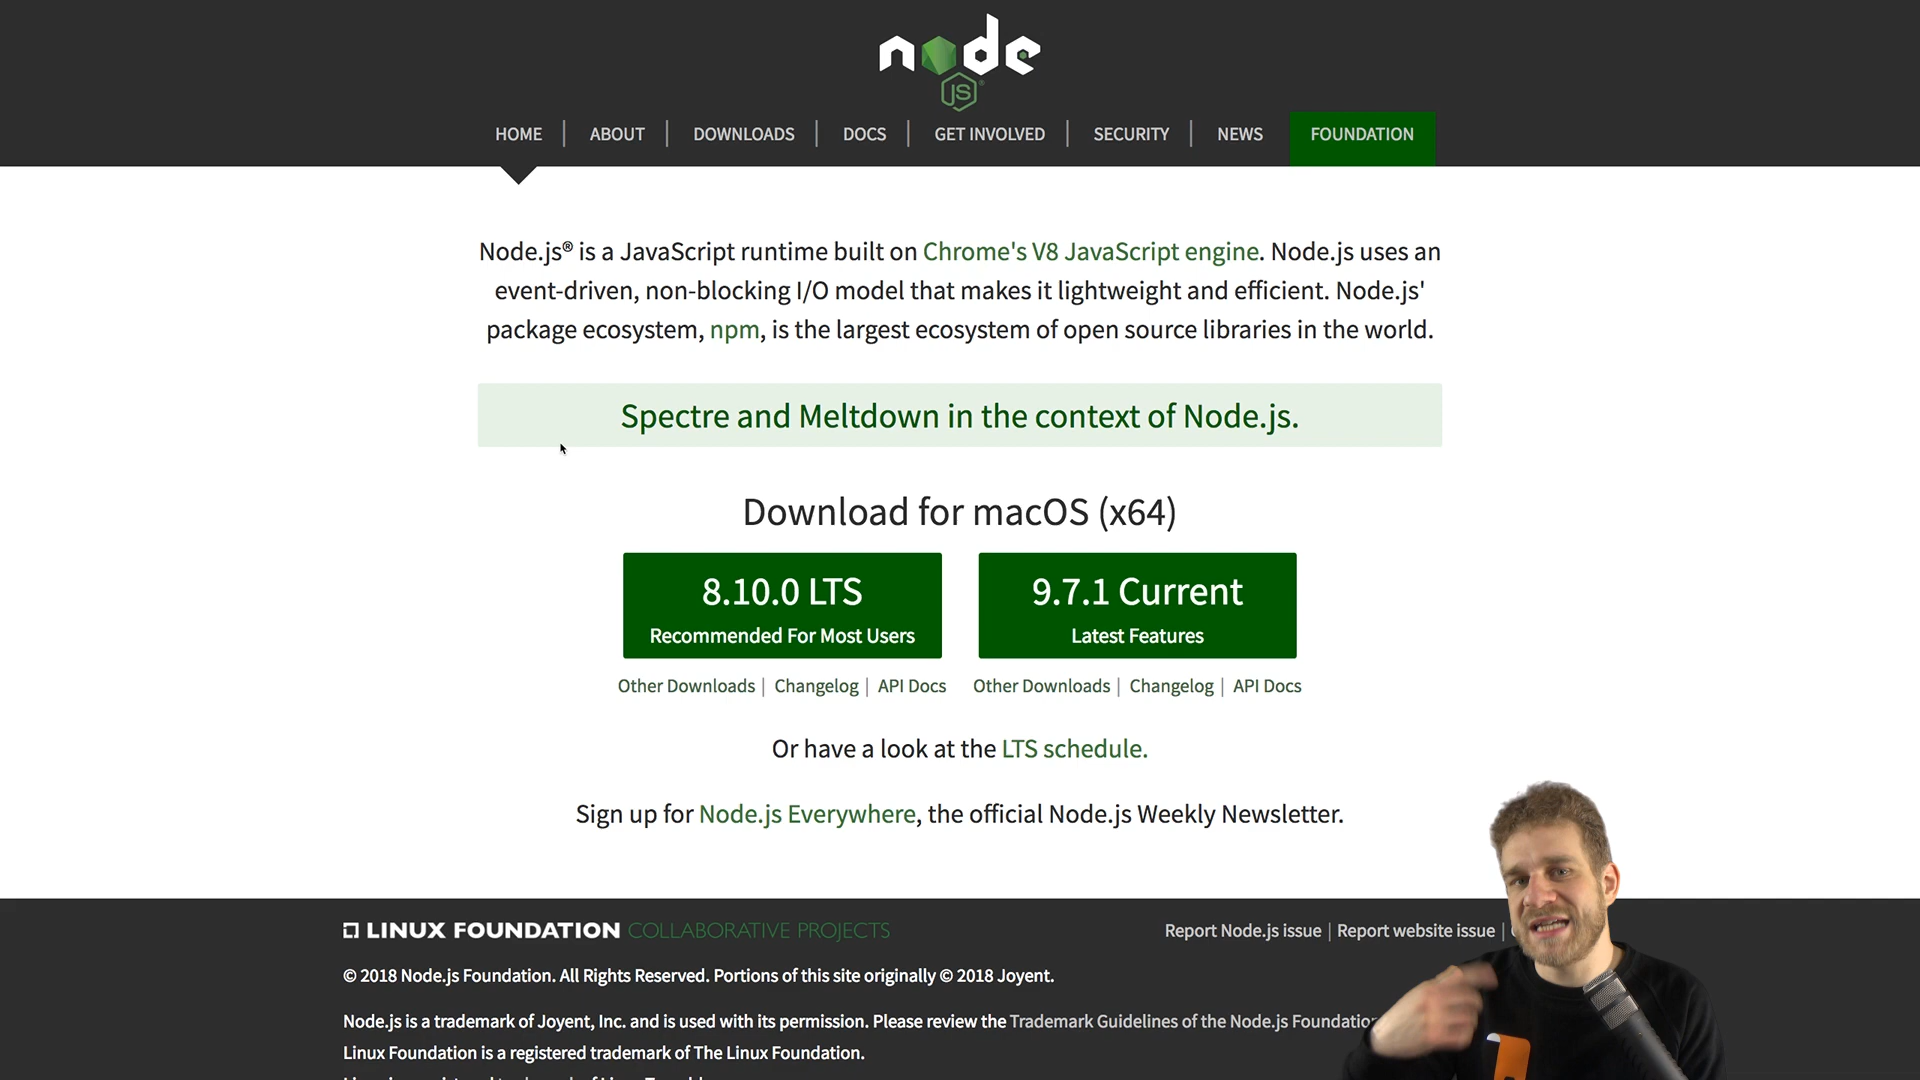 node
JS
HOME | ABOUT | DOWNLOADS | DOCS | GET INVOLVED | SECURITY | NEWS FOUNDATION
Node.js® is a JavaScript runtime built on Chrome's V8 JavaScript engine. Node.js uses an
event-driven, non-blocking I/O model that makes it lightweight and efficient. Node.js'
package ecosystem, npm, is the largest ecosystem of open source libraries in the world.
Spectre and Meltdown in the context of Node.js.
Download for macOS (x64)
8.10.0 LTS 9.7.1 Current
Recommended For Most Users Latest Features
Other Downloads | Changelog | API Docs Other Downloads | Changelog | API Docs
Or have a look at the LTS schedule.
Sign up for Node.js Everywhere, the official Node.js Weekly Newsletter.
LINUX FOUNDATION COLLABORATIVE PROJECTS Report Node.js issue | Report website issue |
© 2018 Node.js Foundation. All Rights Reserved. Portions of this site originally © 2018 Joyent.
Node.js is a trademark of Joyent, Inc. and is used with its permission. Please review the Trademark Guidelines of the Node.js
Linux Foundation is a registered trademark of The Linux Foundation.